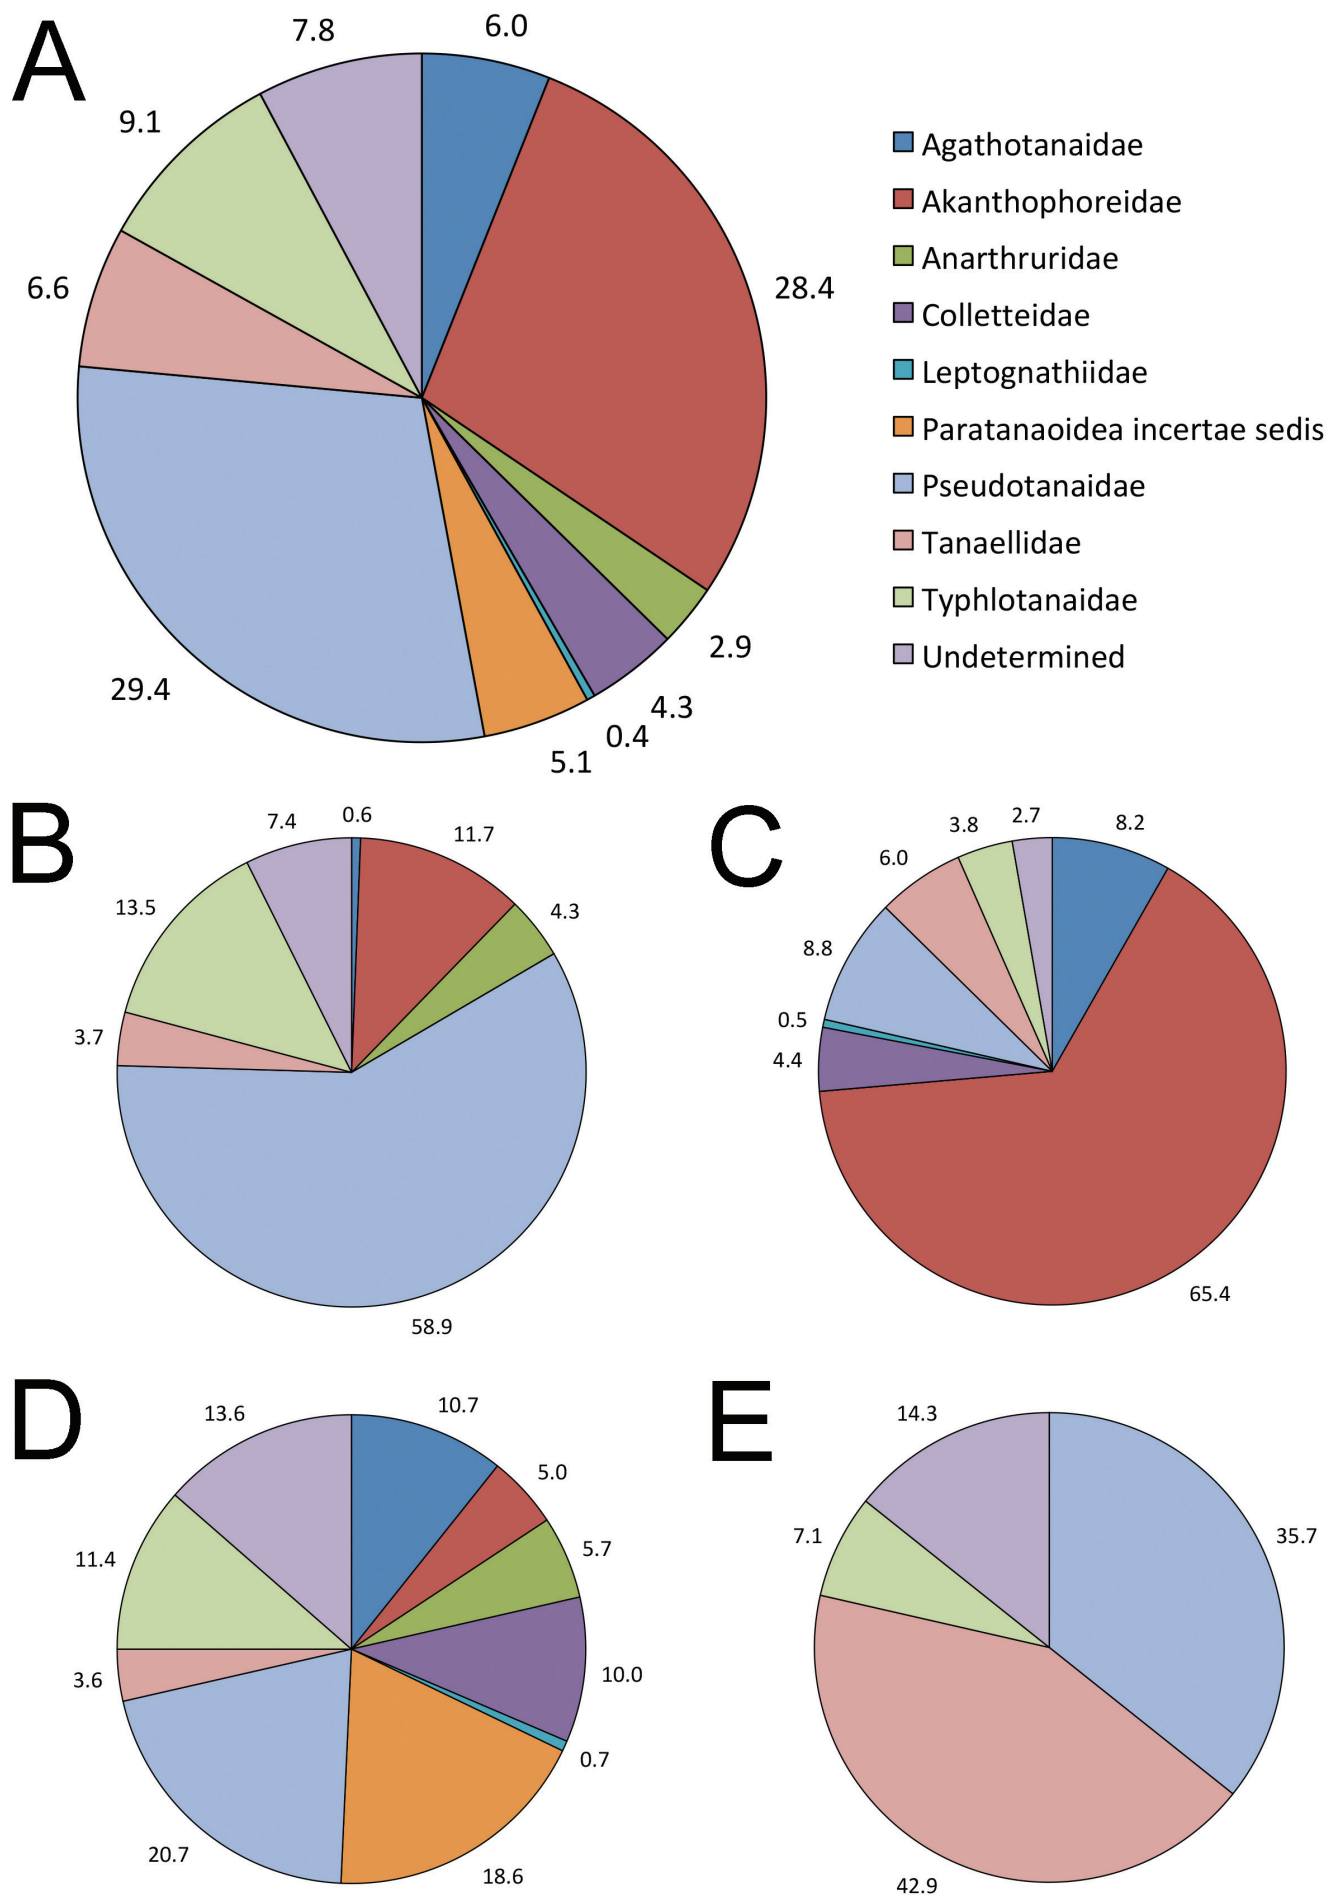 A
7.8
6.0
9.1
28.4
6.6
2.9
29.4
4.3
0.4
5.1
Agathotanaidae
Akanthophoreidae
Anarthruridae
Colletteidae
Leptognathiidae
Paratanaoidea incertae sedis
Pseudotanaidae
Tanaellidae
Typhlotanaidae
Undetermined
B
7.4
0.6
11.7
13.5
4.3
3.7
58.9
C
3.8
2.7
8.2
6.0
8.8
0.5
4.4
65.4
D
13.6
10.7
5.0
11.4
5.7
3.6
10.0
0.7
20.7
18.6
E
14.3
7.1
35.7
42.9